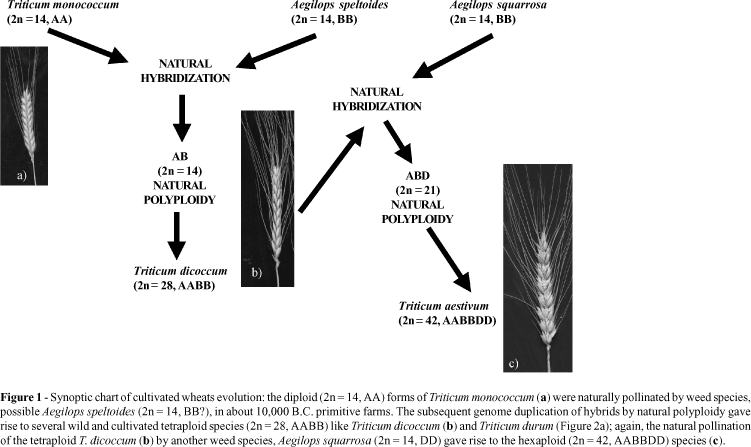 Triticum monococcum
(2n = 14, AA)
Aegilops speltoides
(2n = 14, BB)
Aegilops squarrosa
(2n = 14, BB)
NATURAL
HYBRIDIZATION
NATURAL
HYBRIDIZATION
a)
AB
(2n = 14)
NATURAL
POLYPLOIDY
b)
ABD
(2n = 21)
NATURAL
POLYPLOIDY
Triticum dicoccum
(2n = 28, AABB)
Triticum aestivum
(2n = 42, AABBDD)
c)
Figure 1 - Synoptic chart of cultivated wheats evolution: the diploid (2n = 14, AA) forms of Triticum monococcum (a) were naturally pollinated by weed species,
possible Aegilops speltoides (2n = 14, BB?), in about 10,000 B.C. primitive farms. The subsequent genome duplication of hybrids by natural polyploidy gave
rise to several wild and cultivated tetraploid species (2n = 28, AABB) like Triticum dicoccum (b) and Triticum durum (Figure 2a); again, the natural pollination
of the tetraploid T. dicoccum (b) by another weed species, Aegilops squarrosa (2n = 14, DD) gave rise to the hexaploid (2n = 42, AABBDD) species (c).